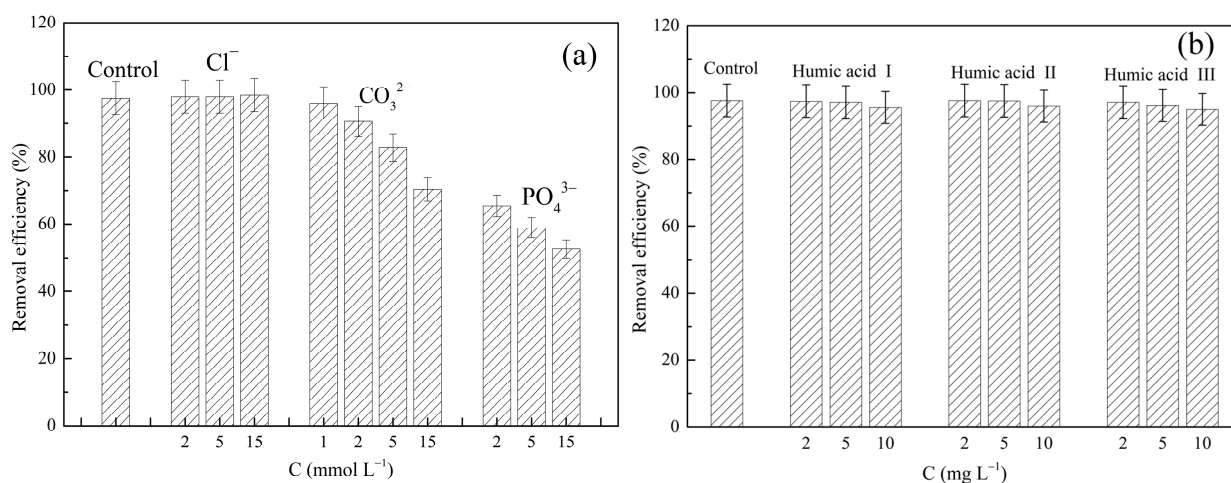 (a)
Removal efficiency (%)
120
100
80
60
40
20
0
Control
Cl⁻
CO₃²
PO₄³⁻
2 5 15 1 2 5 15 2 5 15
C (mmol L⁻¹)
(b)
Removal efficiency (%)
120
100
80
60
40
20
0
Control Humic acid I Humic acid II Humic acid III
2 5 10 2 5 10 2 5 10
C (mg L⁻¹)